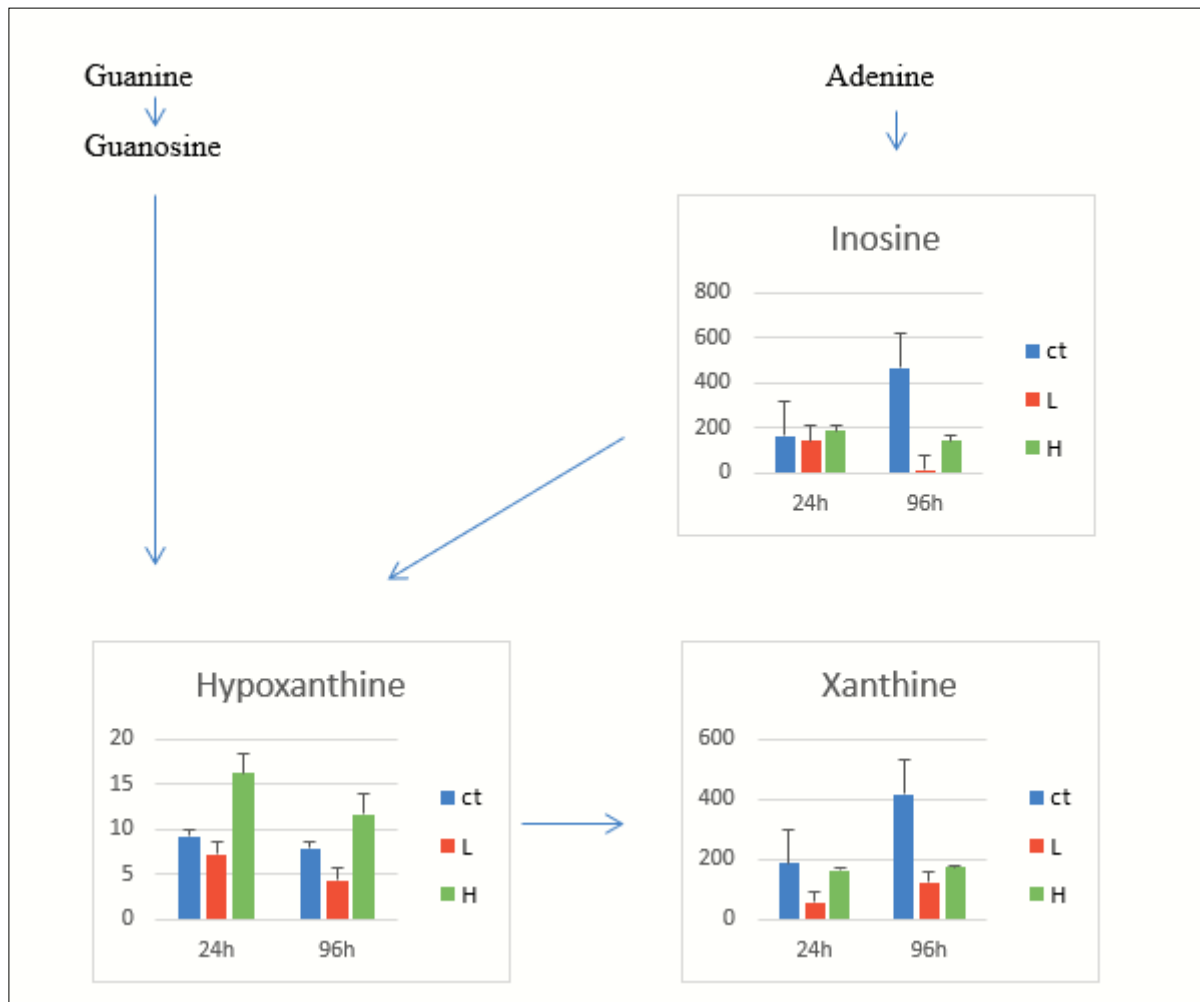 Guanine
Adenine
Guanosine
Inosine
800
600
400
200
0
ct
L
H
24h
96h
Hypoxanthine
20
15
10
5
0
ct
L
H
24h
96h
Xanthine
600
400
200
0
ct
L
H
24h
96h